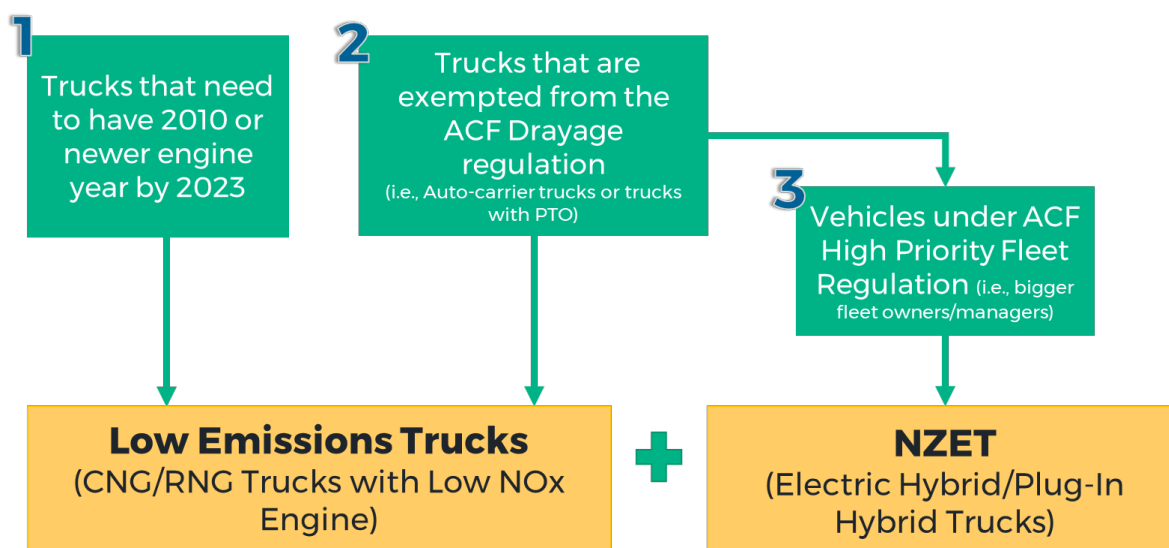 1
Trucks that need
to have 2010 or
newer engine
year by 2023
2
Trucks that are
exempted from the
ACF Drayage
regulation
(i.e., Auto-carrier trucks or trucks
with PTO)
3
Vehicles under ACF
High Priority Fleet
Regulation (i.e., bigger
fleet owners/managers)
Low Emissions Trucks
(CNG/RNG Trucks with Low NOx
Engine)
+
NZET
(Electric Hybrid/Plug-In
Hybrid Trucks)